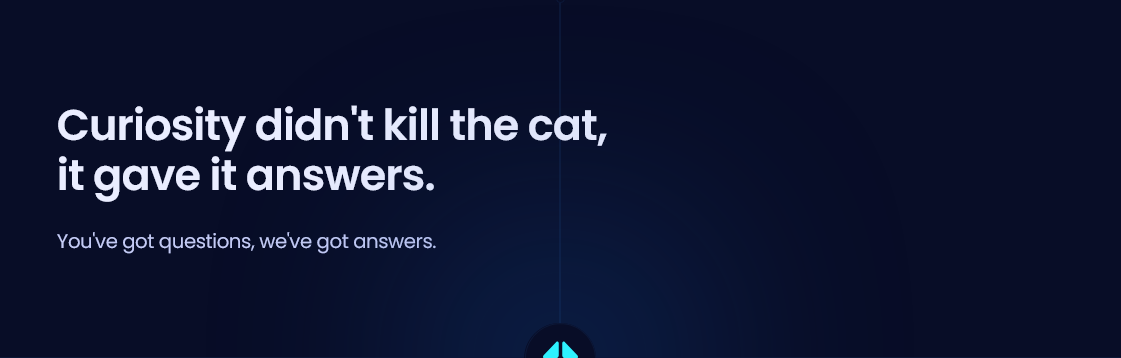 Curiosity didn't kill the cat,
it gave it answers.
You've got questions, we've got answers.